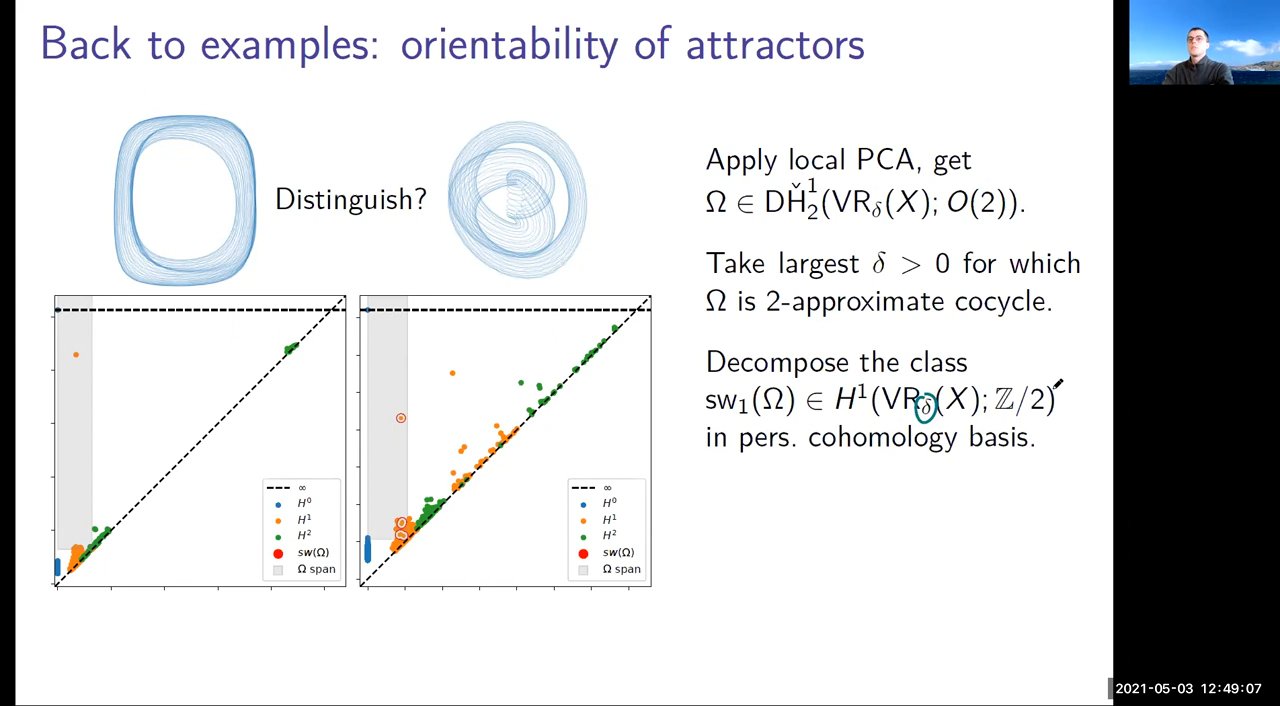 Back to examples: orientability of attractors
Distinguish?
∞
H⁰
H¹
H²
sw(Ω)
Ω span
∞
H⁰
H¹
H²
sw(Ω)
Ω span
Apply local PCA, get
Ω ∈ DȞ¹₂(VR_δ(X); O(2)).
Take largest δ > 0 for which
Ω is 2-approximate cocycle.
Decompose the class
sw₁(Ω) ∈ H¹(VR_δ(X); ℤ/2)
in pers. cohomology basis.
2021-05-03 12:49:07